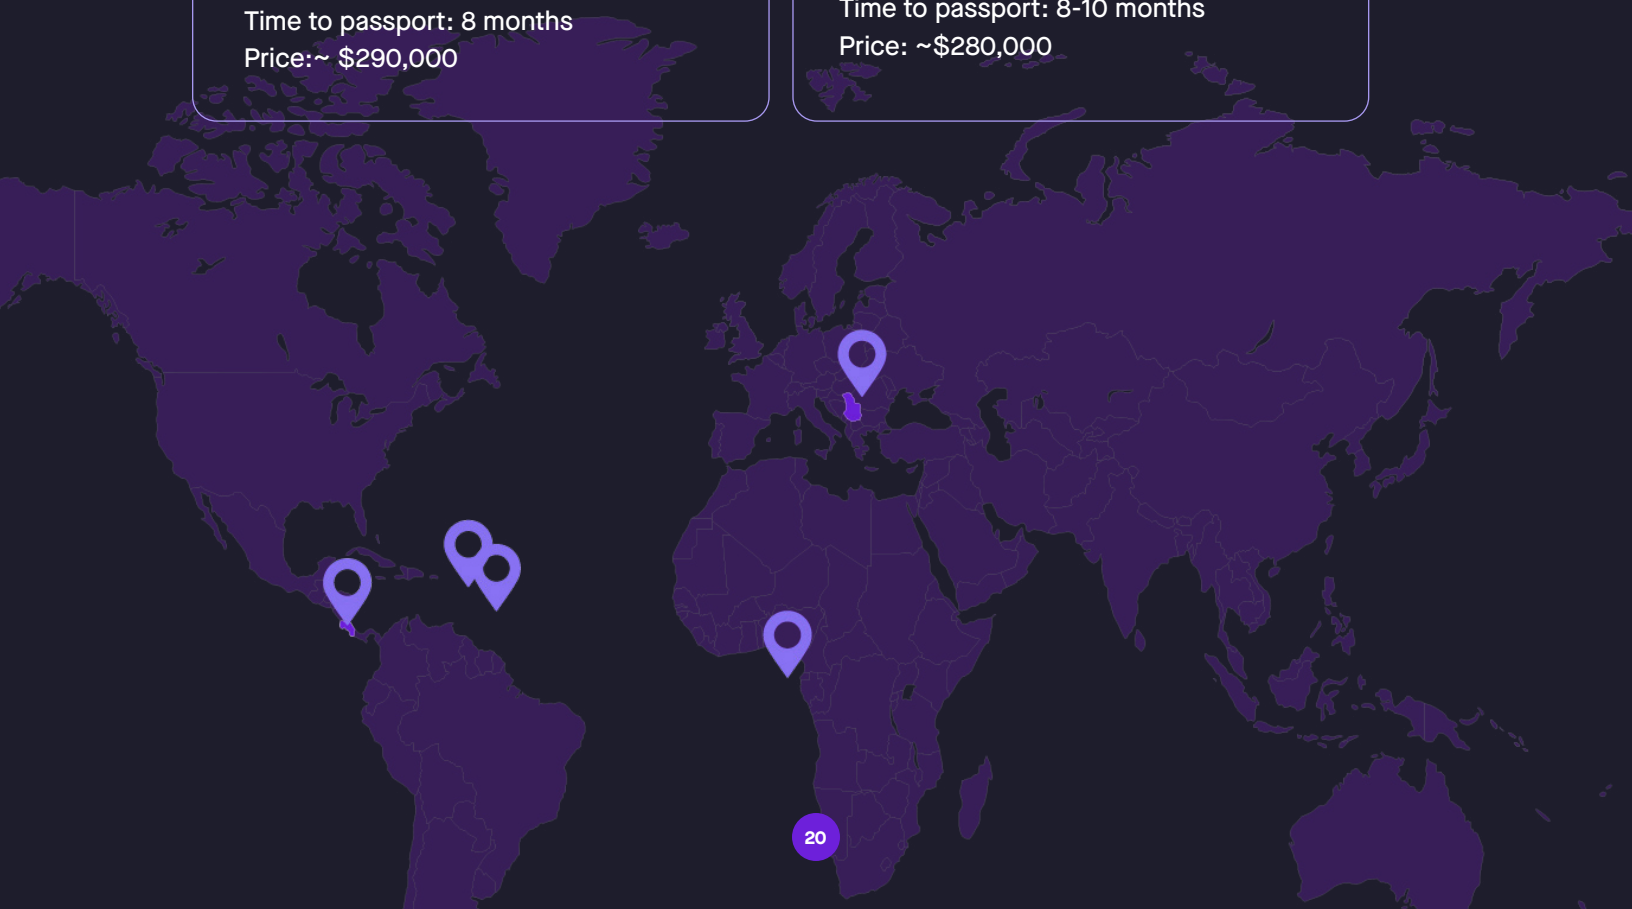 Time to passport: 8 months
Price:~ $290,000
Time to passport: 8-10 months
Price: ~$280,000
20